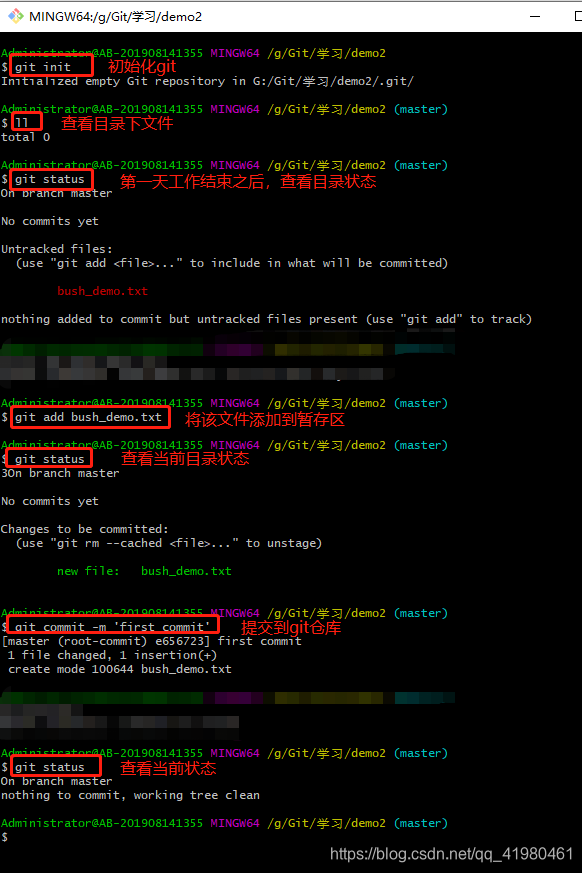 MINGW64:/g/Git/学习/demo2
Administrator@AB-201908141355 MINGW64 /g/Git/学习/demo2
$ git init 初始化git
Initialized empty Git repository in G:/Git/学习/demo2/.git/
Administrator@AB-201908141355 MINGW64 /g/Git/学习/demo2 (master)
$ ll 查看目录下文件
total 0
Administrator@AB-201908141355 MINGW64 /g/Git/学习/demo2 (master)
$ git status 第一天工作结束之后，查看目录状态
On branch master
No commits yet
Untracked files:
(use "git add <file>..." to include in what will be committed)
bush_demo.txt
nothing added to commit but untracked files present (use "git add" to track)
Administrator@AB-201908141355 MINGW64 /g/Git/学习/demo2 (master)
$ git add bush_demo.txt 将该文件添加到暂存区
Administrator@AB-201908141355 MINGW64 /g/Git/学习/demo2 (master)
$ git status 查看当前目录状态
3On branch master
No commits yet
Changes to be committed:
(use "git rm --cached <file>..." to unstage)
new file: bush_demo.txt
Administrator@AB-201908141355 MINGW64 /g/Git/学习/demo2 (master)
$ git commit -m 'first commit' 提交到git仓库
[master (root-commit) e656723] first commit
1 file changed, 1 insertion(+)
create mode 100644 bush_demo.txt
Administrator@AB-201908141355 MINGW64 /g/Git/学习/demo2 (master)
$ git status 查看当前状态
On branch master
nothing to commit, working tree clean
Administrator@AB-201908141355 MINGW64 /g/Git/学习/demo2 (master)
$
https://blog.csdn.net/qq_41980461